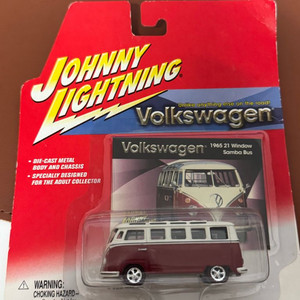 JOHNNY
LIGHTNING
Volkswagen
• DIE-CAST METAL
BODY AND CHASSIS
• SPECIALLY DESIGNED
FOR THE ADULT COLLECTOR
Volkswagen
1965 21 Window
Samba Bus
WARNING:
CHOKING HAZARD—